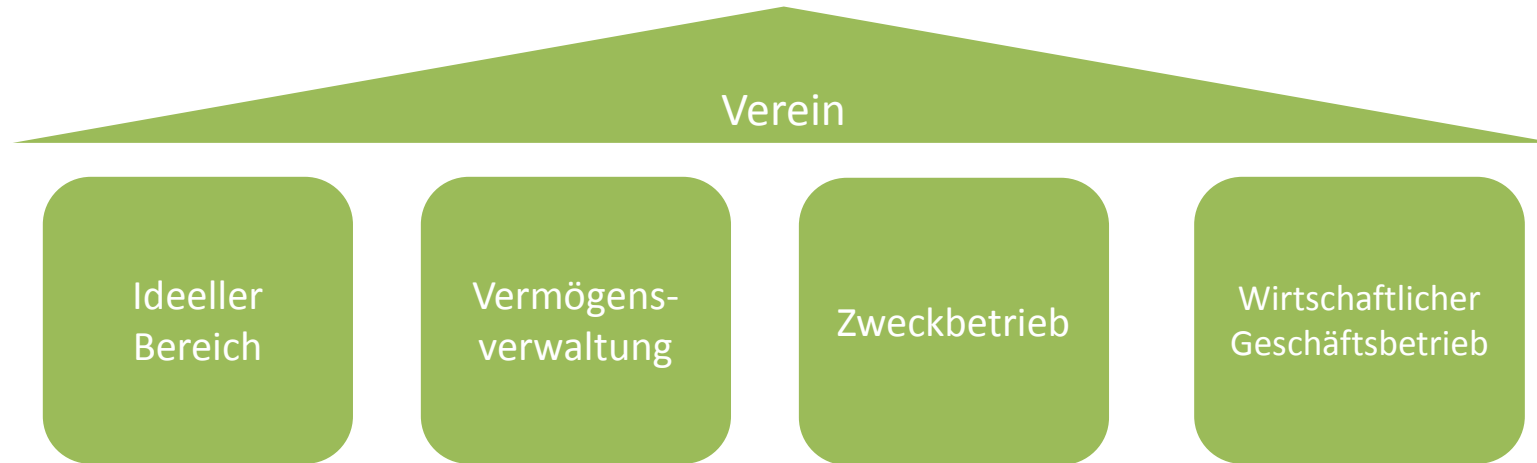 Verein
Ideeller
Bereich
Vermögens-
verwaltung
Zweckbetrieb
Wirtschaftlicher
Geschäftsbetrieb